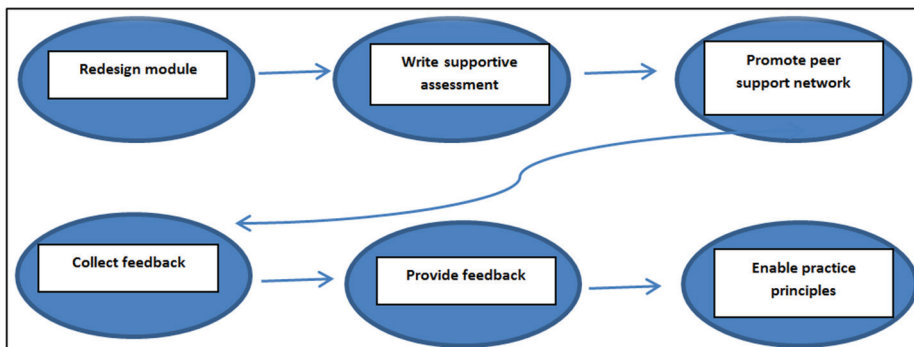 Redesign module
Write supportive
assessment
Promote peer
support network
Collect feedback
Provide feedback
Enable practice
principles